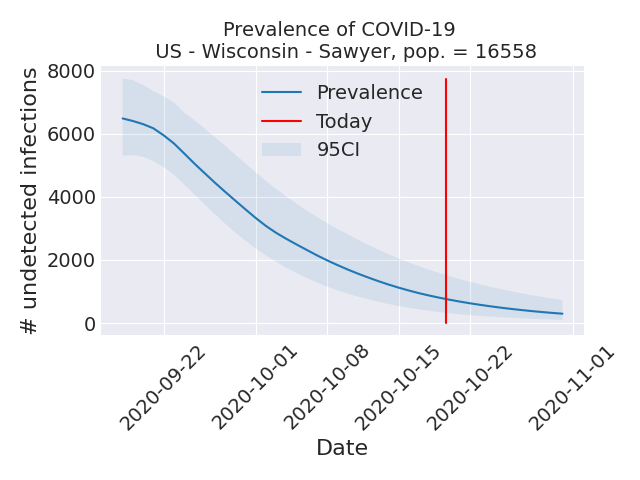 Prevalence of COVID-19
US - Wisconsin - Sawyer, pop. = 16558
# undetected infections
8000
6000
4000
2000
0
Prevalence
Today
95CI
2020-09-22
2020-10-01
2020-10-08
2020-10-15
2020-10-22
2020-11-01
Date